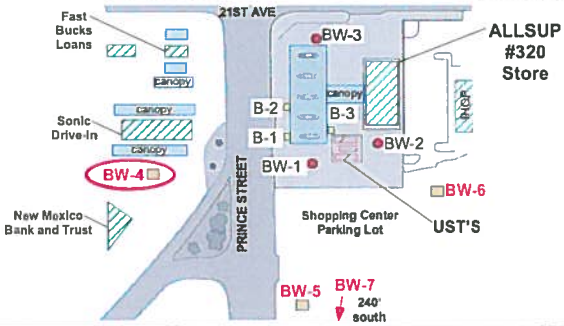 21ST AVE
Fast
Bucks
Loans
BW-3
ALLSUP
#320
Store
canopy
canopy
canopy
B-2
B-3
Sonic
Drive-In
B-1
BW-2
canopy
BW-1
BW-4
BW-6
PRINCE STREET
New Mexico
Bank and Trust
Shopping Center
Parking Lot
UST'S
BW-5
BW-7
240'
south